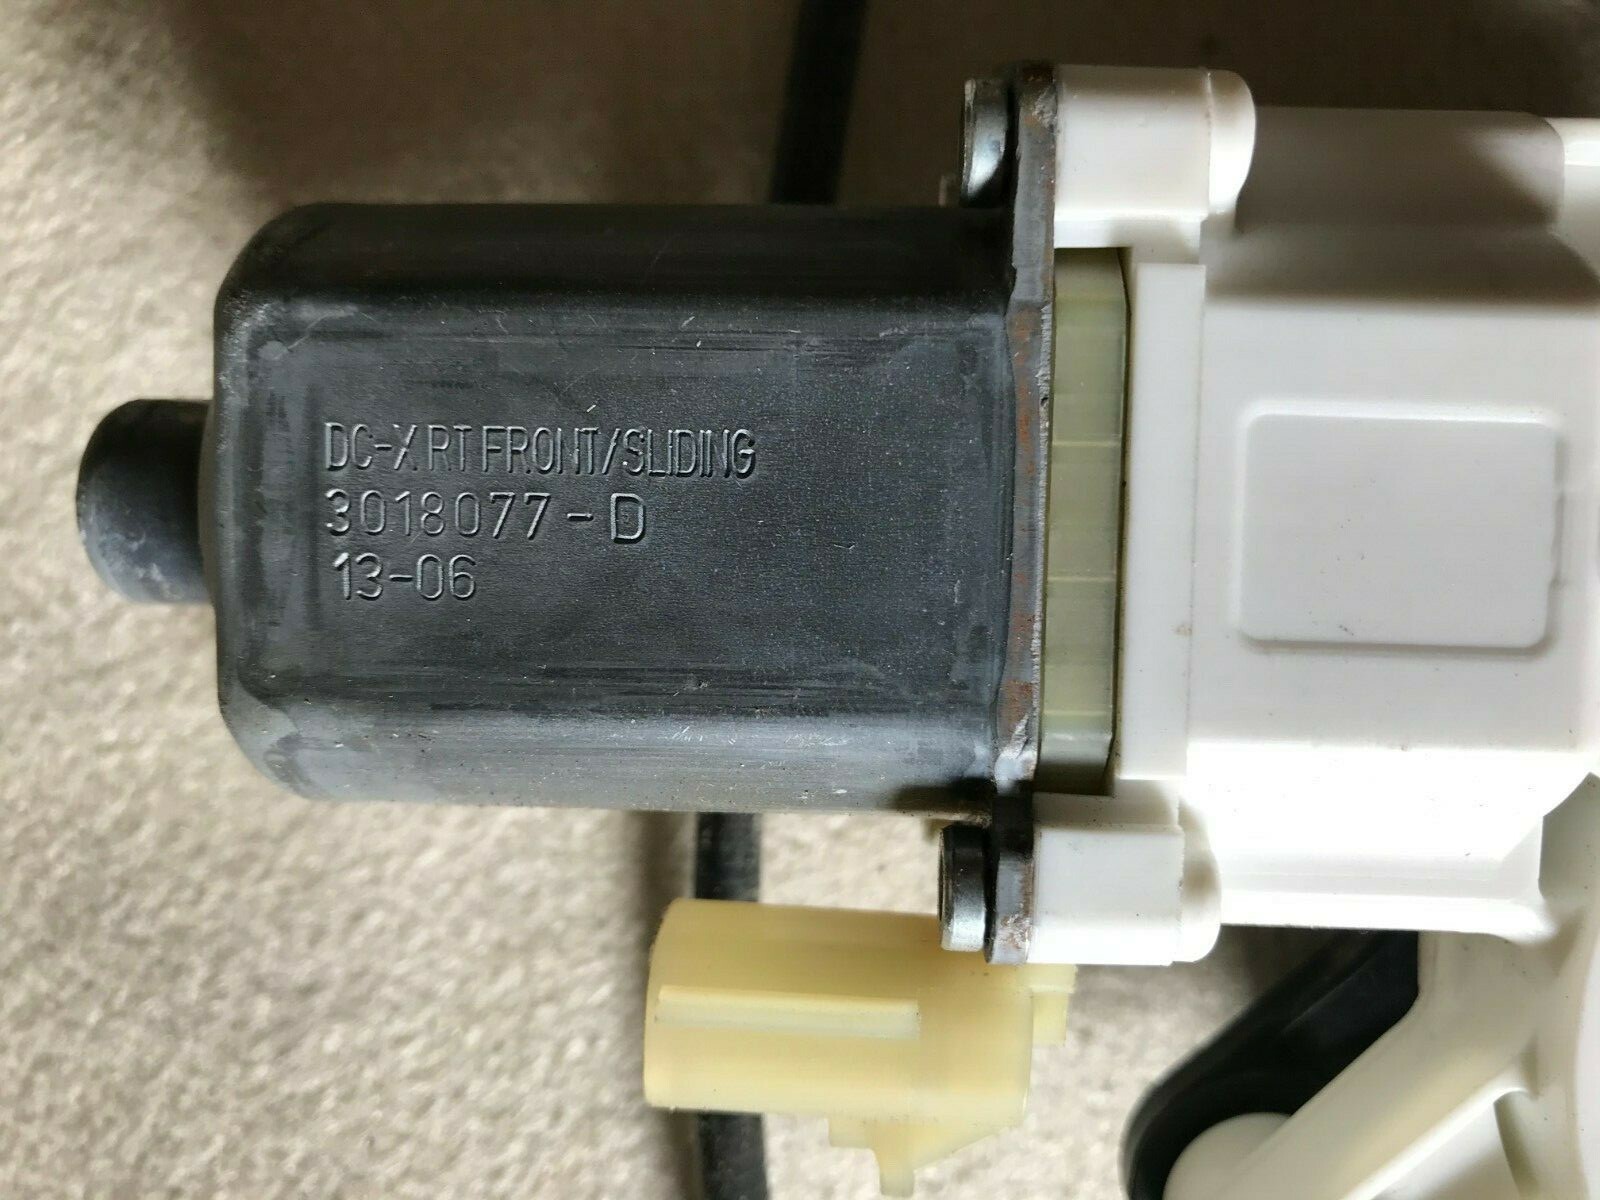 DC-X RT FRONT/SLIDING
3018077-D
13-06